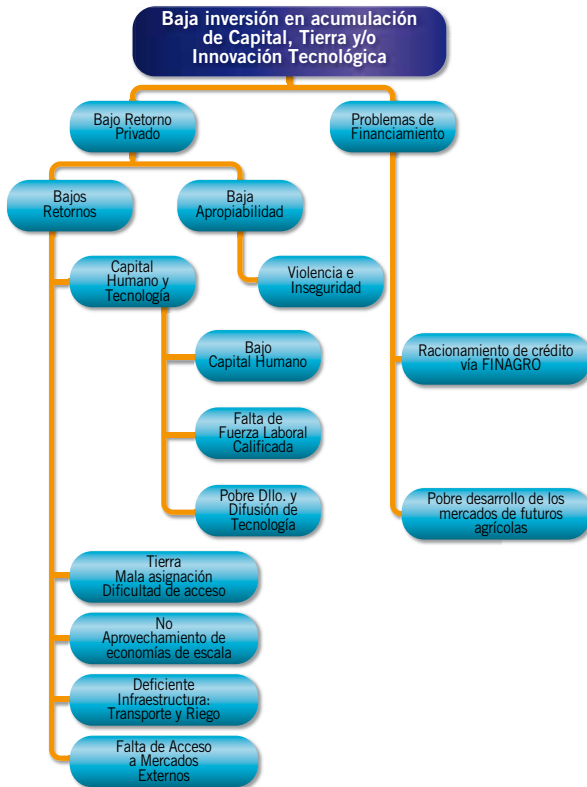 Baja inversión en acumulación
de Capital, Tierra y/o
Innovación Tecnológica
Bajo Retorno
Privado
Problemas de
Financiamiento
Bajos
Retornos
Baja
Apropiabilidad
Capital
Humano y
Tecnología
Violencia e
Inseguridad
Bajo
Capital Humano
Racionamiento de crédito
vía FINAGRO
Falta de
Fuerza Laboral
Calificada
Pobre Dllo. y
Difusión de
Tecnología
Pobre desarrollo de los
mercados de futuros
agrícolas
Tierra
Mala asignación
Dificultad de acceso
No
Aprovechamiento de
economías de escala
Deficiente
Infraestructura:
Transporte y Riego
Falta de Acceso
a Mercados
Externos